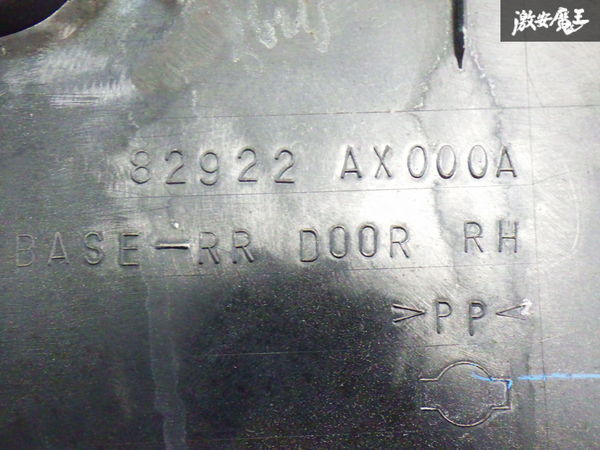 激安魔王
82922 AX000A
BASE-RR DOOR RH
>PP<